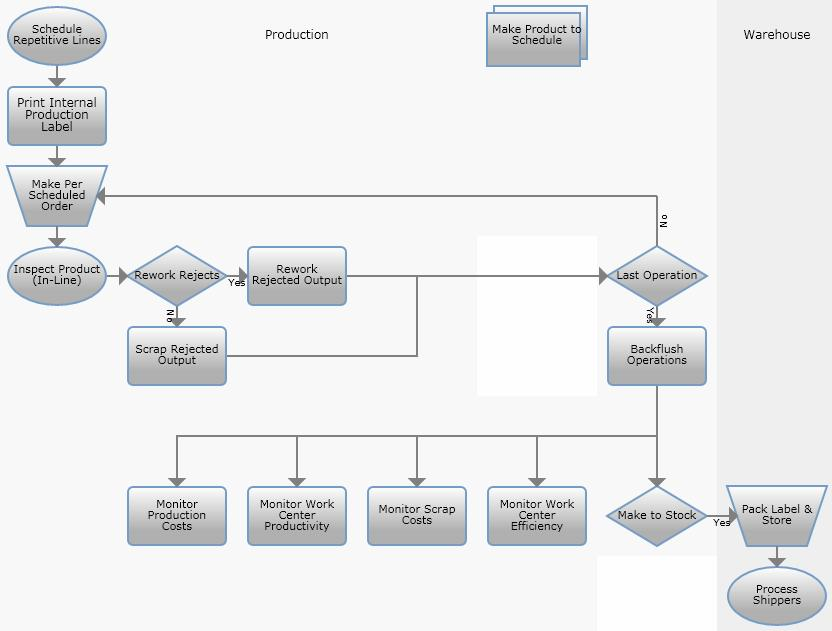 Schedule
Repetitive Lines
Production
Make Product to
Schedule
Warehouse
Print Internal
Production
Label
Make Per
Scheduled
Order
No
Inspect Product
(In-Line)
Rework Rejects
Yes
Rework
Rejected Output
Last Operation
No
Yes
Scrap Rejected
Output
Backflush
Operations
Monitor
Production
Costs
Monitor Work
Center
Productivity
Monitor Scrap
Costs
Monitor Work
Center
Efficiency
Make to Stock
Yes
Pack Label &
Store
Process
Shippers